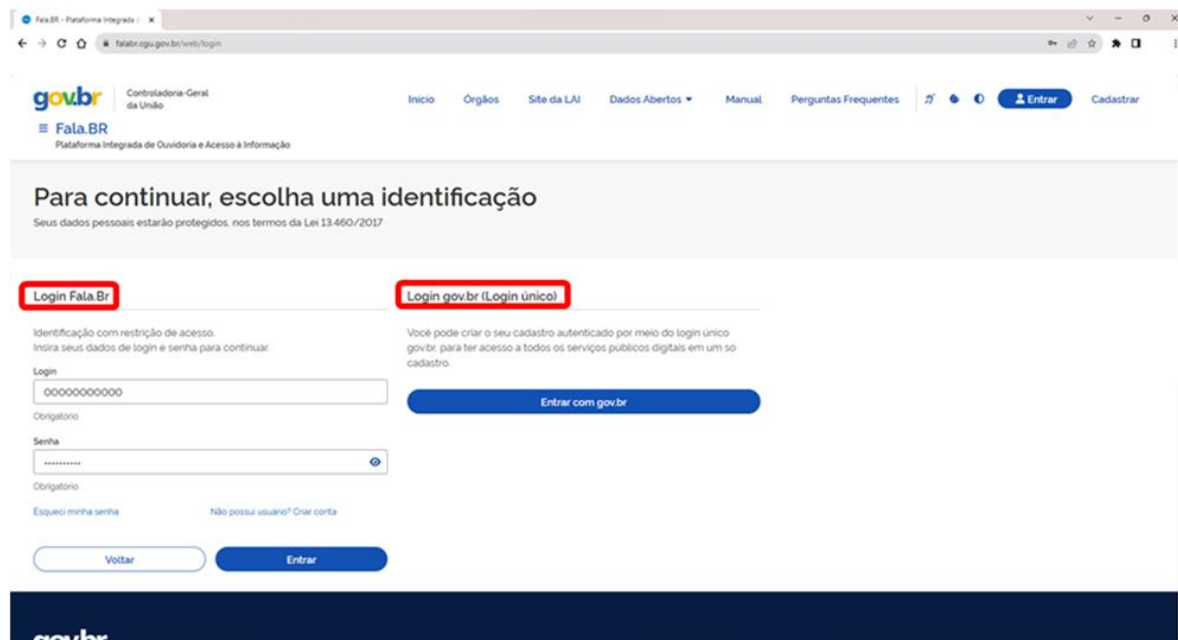 Fala.BR - Plataforma Integrada
falabr.cgu.gov.br/web/login
gov.br
Controladoria-Geral
da União
Início Órgãos Site da LAI Dados Abertos Manual Perguntas Frequentes Entrar Cadastrar
Fala.BR
Plataforma Integrada de Ouvidoria e Acesso à Informação
Para continuar, escolha uma identificação
Seus dados pessoais estarão protegidos, nos termos da Lei 13.460/2017
Login Fala.Br
Identificação com restrição de acesso.
Insira seus dados de login e senha para continuar.
Login
00000000000
Obrigatório
Senha
Obrigatório
Esqueci minha senha
Não possui usuário? Criar conta
Voltar
Entrar
Login gov.br (Login único)
Você pode criar o seu cadastro autenticado por meio do login único
gov.br, para ter acesso a todos os serviços públicos digitais em um só
cadastro.
Entrar com gov.br
gov.br